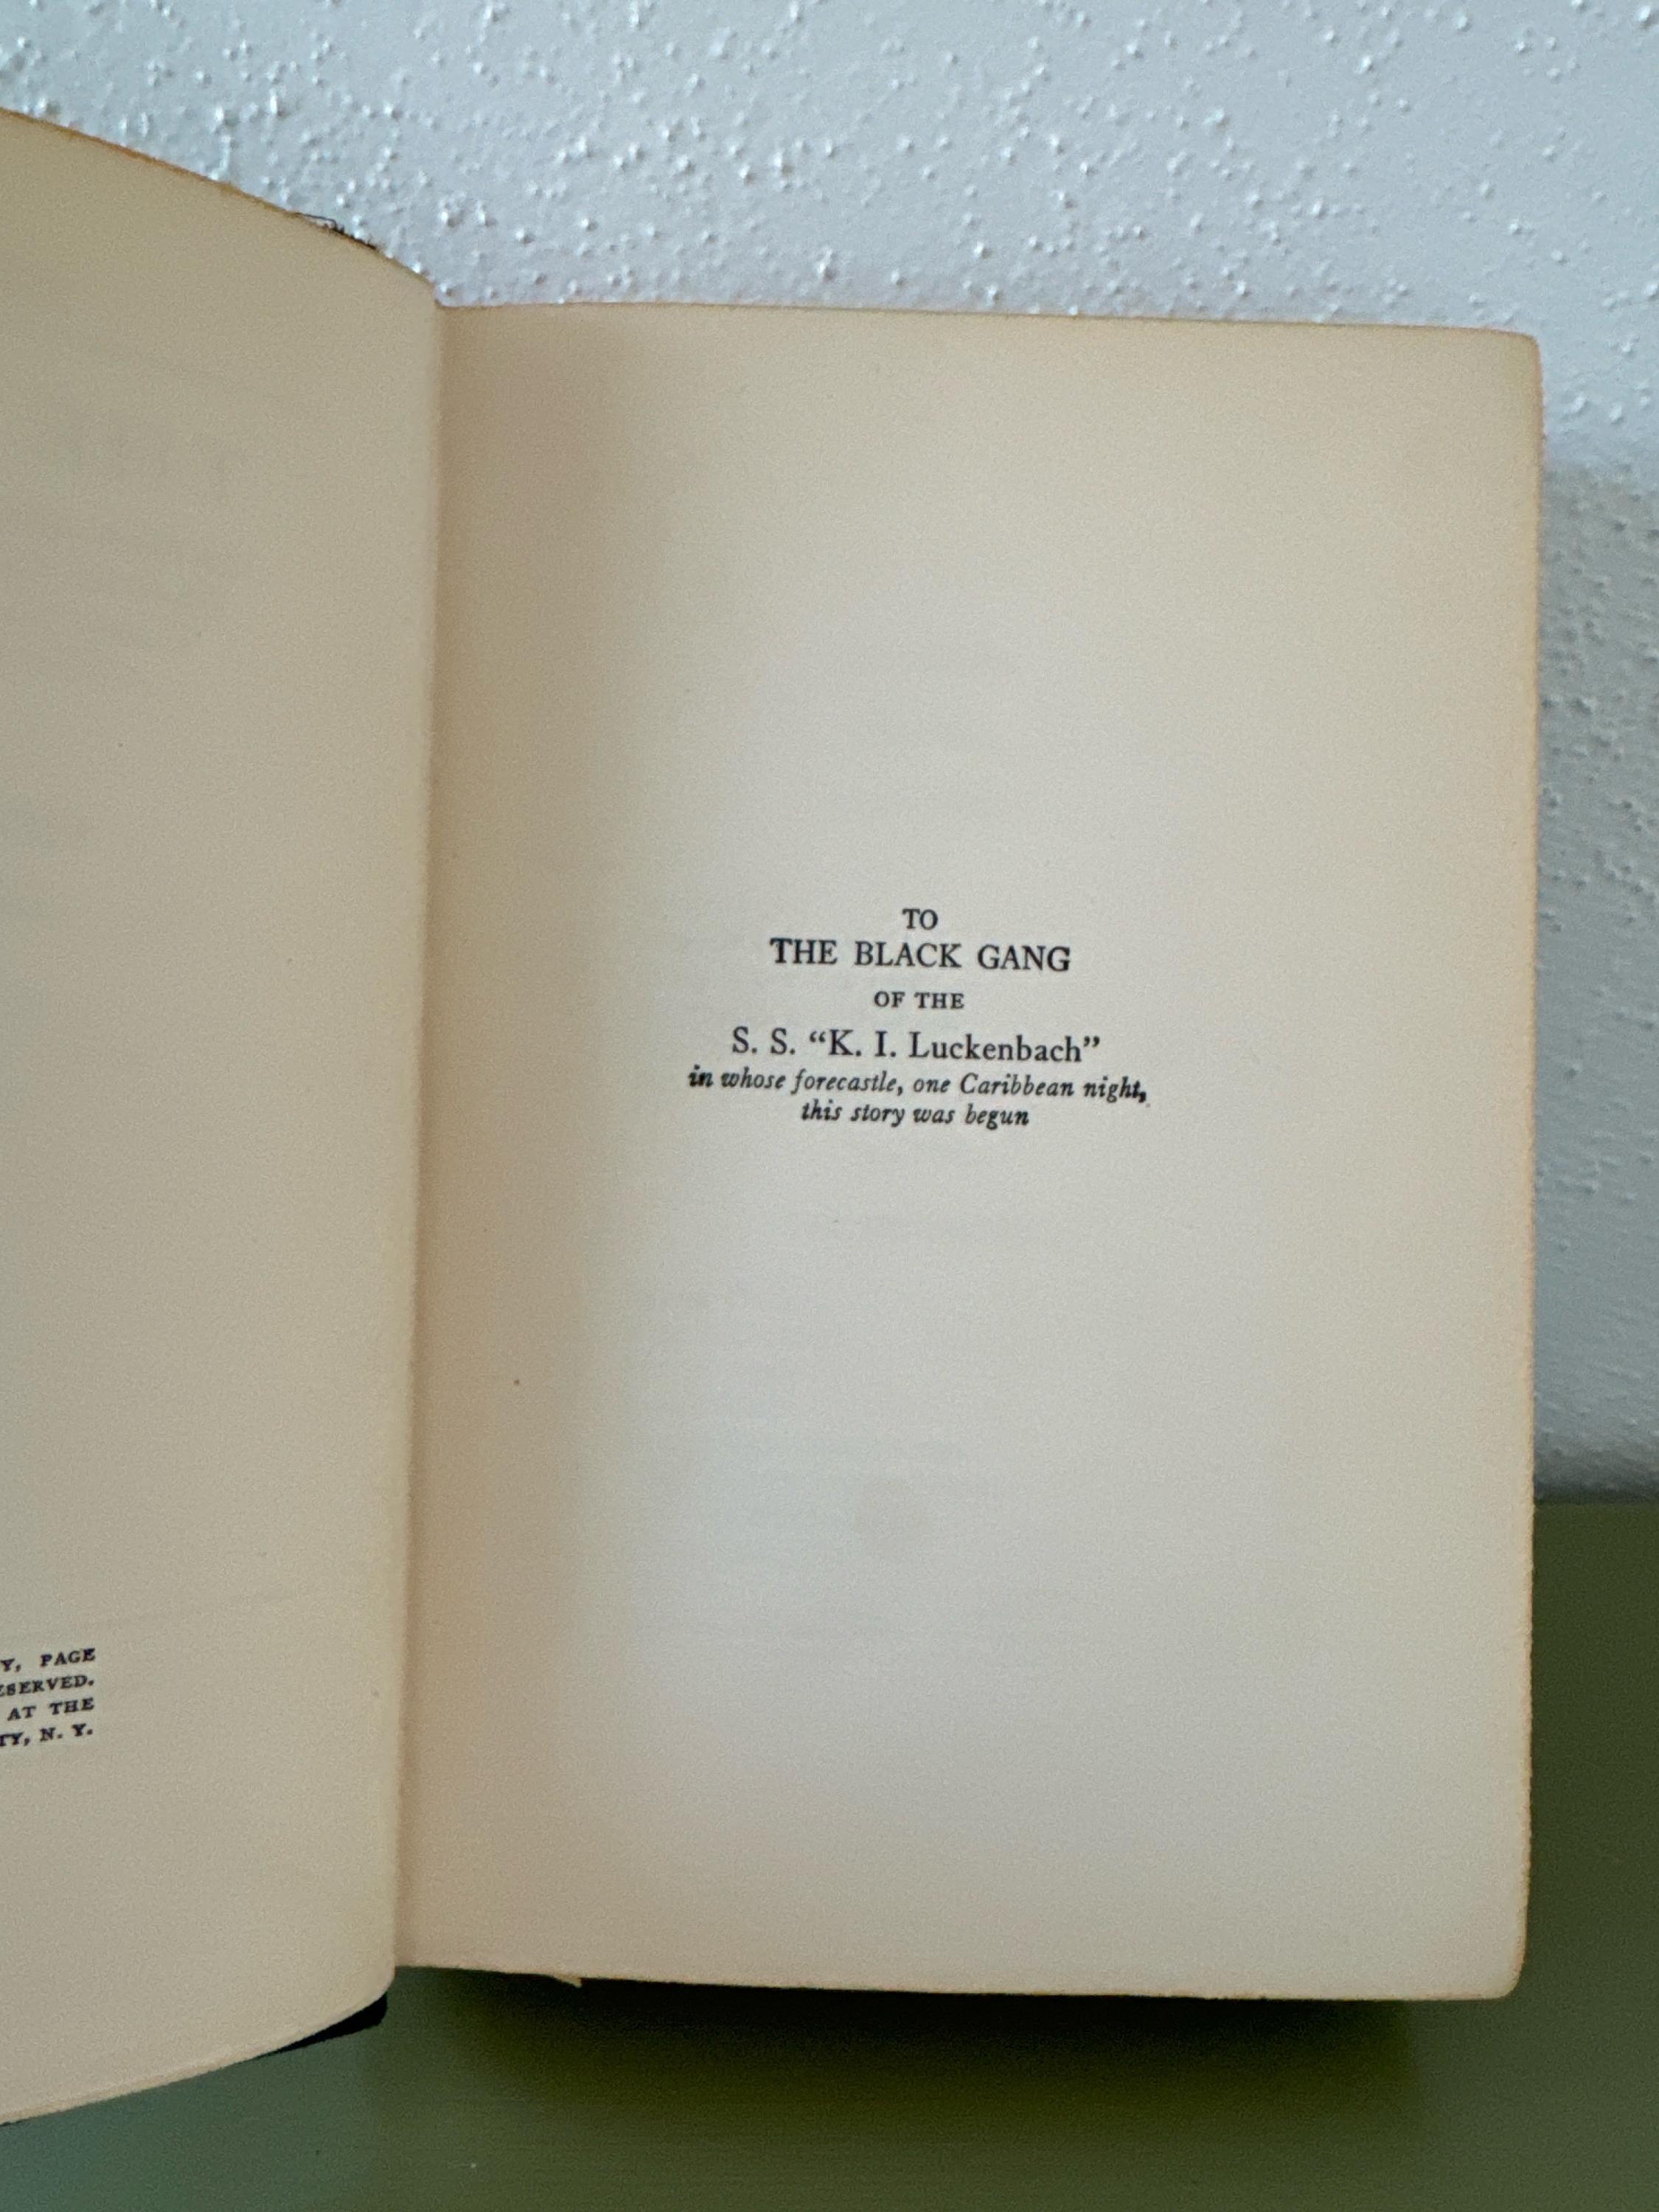 Y, PAGE
ESERVED.
AT THE
TY, N. Y.
TO
THE BLACK GANG
OF THE
S. S. “K. I. Luckenbach”
in whose forecastle, one Caribbean night,
this story was begun